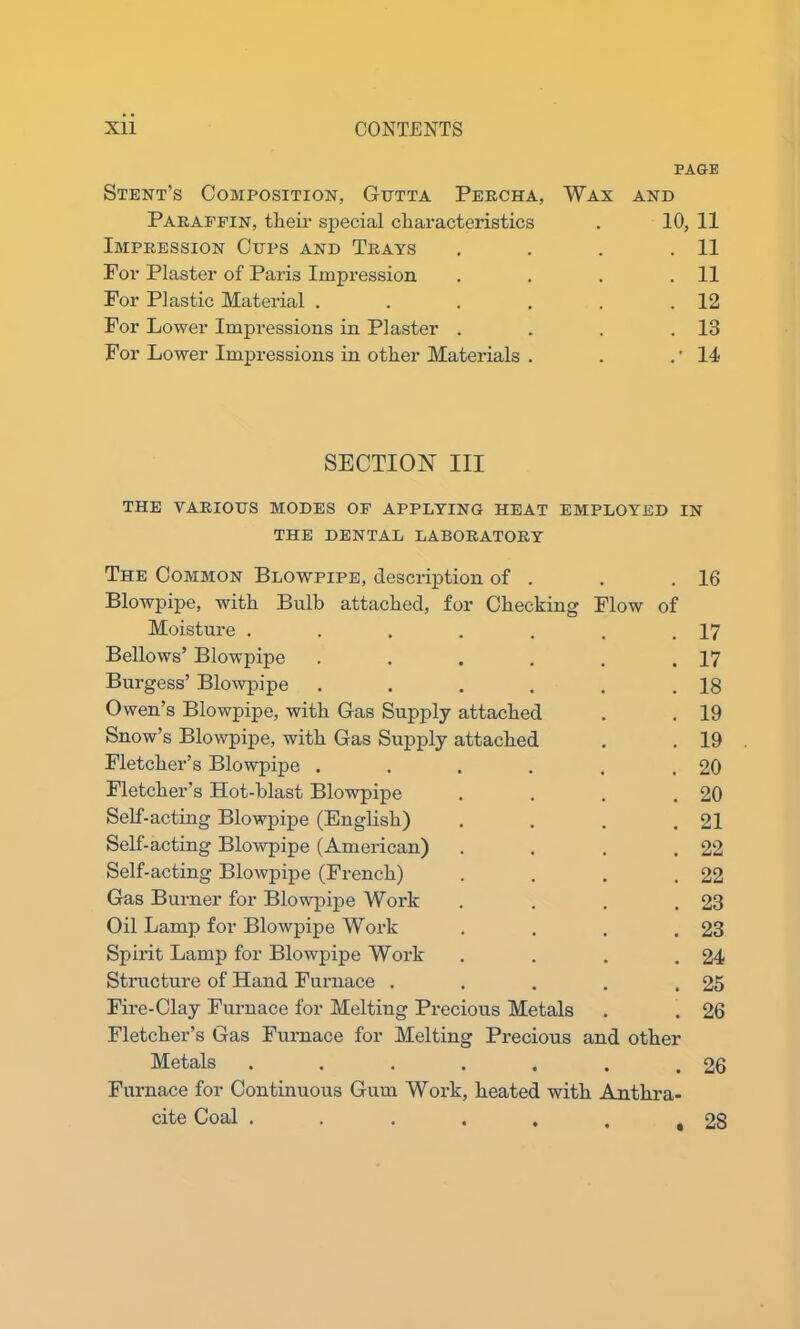 xii CONTENTS
PAGE
Stent's Composition, Gutta Percha, Wax and
Paraffin, their special characteristics . 10, 11
Impression Cups and Trays . . . . 11
For Plaster of Paris Impression . . . . 11
For Plastic Material . . . . . . 12
For Lower Impressions in Plaster . . . . 13
For Lower Impressions in other Materials . . . 14
SECTION III
THE VARIOUS MODES OF APPLYING HEAT EMPLOYED IN
THE DENTAL LABORATORY
The Common Blowpipe, description of . . . 16
Blowpipe, with Bulb attached, for Checking Flow of
Moisture . . . . . . . 17
Bellows' Blowpipe . . . . . . 17
Burgess' Blowpipe . . . . . . 18
Owen's Blowpipe, with Gas Supply attached . . 19
Snow's Blowpipe, with Gas Supply attached . . 19
Fletcher's Blowpipe . . . . . . 20
Fletcher's Hot-blast Blowpipe . . . . 20
Self-acting Blowpipe (English) . . . . 21
Self-acting Blowpipe (American) . . . . 22
Self-acting Blowpipe (French) . . . . 22
Gas Burner for Blowpipe Work . . . . 23
Oil Lamp for Blowpipe Work . . . . 23
Spirit Lamp for Blowpipe Work . . . . 24
Structure of Hand Furnace . . . . . 25
Fire-Clay Furnace for Melting Precious Metals . . 26
Fletcher's Gas Furnace for Melting Precious and other
Metals . . . . . . . 26
Furnace for Continuous Gum Work, heated with Anthra-
cite Coal . . . . . . . 28